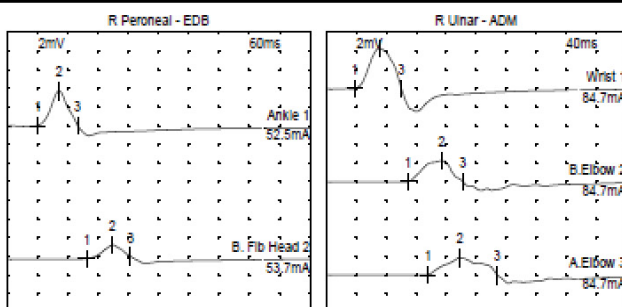 R Peroneal - EDB
2mV 60ms
2
1 3
Ankle 1
52.5mA
2
1 6
B. Fib Head 2
53.7mA
R Ulnar - ADM
2mV 40ms
1 3
Wrist 1
84.7mA
2
1 3
B.Elbow 2
84.7mA
2
1 3
A.Elbow 3
84.7mA